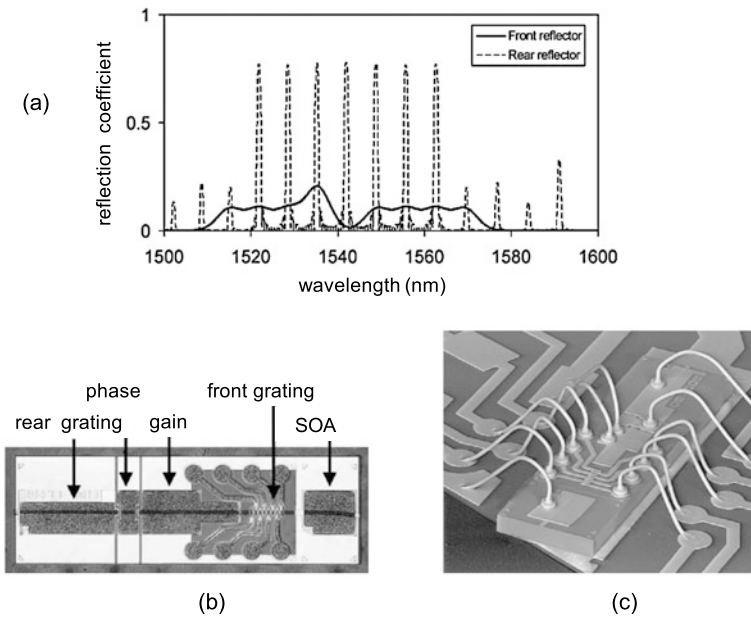 1
Front reflector
Rear reflector
(a)
reflection coefficient
0.5
0
1500 1520 1540 1560 1580 1600
wavelength (nm)
phase front grating
rear grating gain SOA
(b) (c)